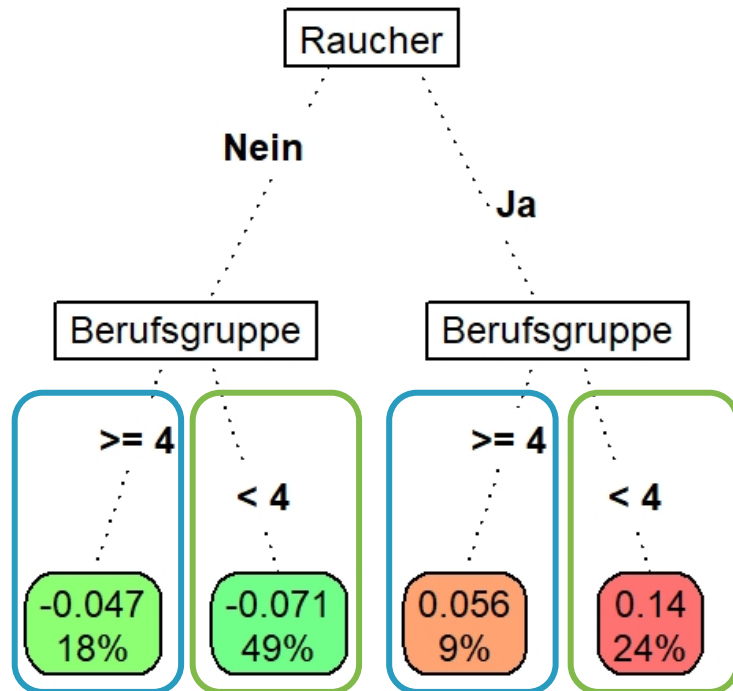 Raucher
Nein
Ja
Berufsgruppe
Berufsgruppe
>= 4
< 4
>= 4
< 4
-0.047
18%
-0.071
49%
0.056
9%
0.14
24%